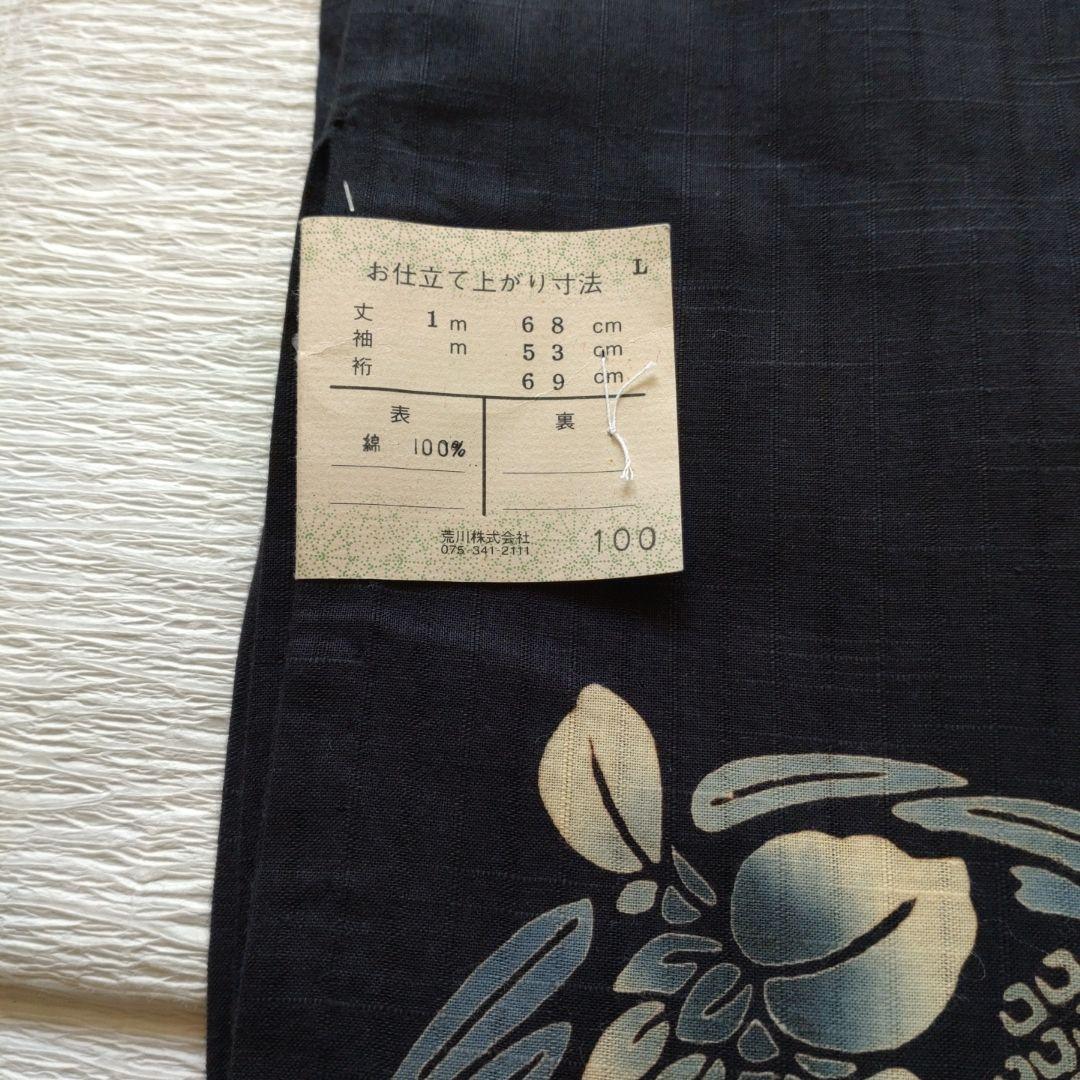 お仕立て上がり寸法 L
丈 1 m 68 cm
袖 m 53 cm
裄 69 cm
表 裏
綿 100%
荒川株式会社
075-341-2111
100